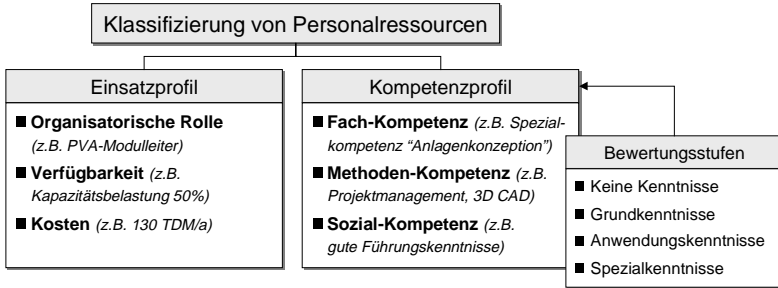 Klassifizierung von Personalressourcen
Einsatzprofil
■ Organisatorische Rolle
(z.B. PVA-Modulleiter)
■ Verfügbarkeit (z.B.
Kapazitätsbelastung 50%)
■ Kosten (z.B. 130 TDM/a)
Kompetenzprofil
■ Fach-Kompetenz (z.B. Spezial-
kompetenz “Anlagenkonzeption”)
■ Methoden-Kompetenz (z.B.
Projektmanagement, 3D CAD)
■ Sozial-Kompetenz (z.B.
gute Führungskenntnisse)
Bewertungsstufen
■ Keine Kenntnisse
■ Grundkenntnisse
■ Anwendungskenntnisse
■ Spezialkenntnisse